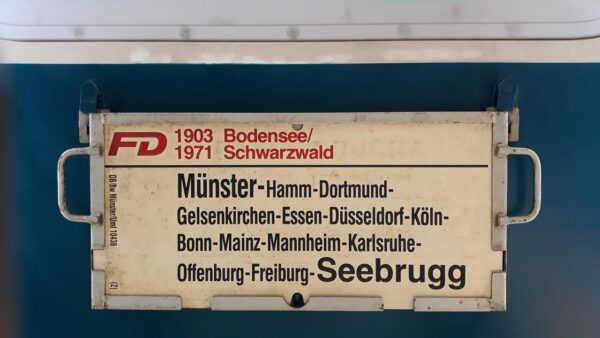 FD 1903 Bodensee/
1971 Schwarzwald
Münster-Hamm-Dortmund-
Gelsenkirchen-Essen-Düsseldorf-Köln-
Bonn-Mainz-Mannheim-Karlsruhe-
Offenburg-Freiburg-Seebrugg
(2)